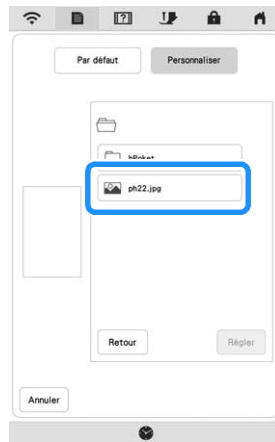 Par défaut
Personnaliser
bPoket
ph22.jpg
Retour
Régler
Annuler